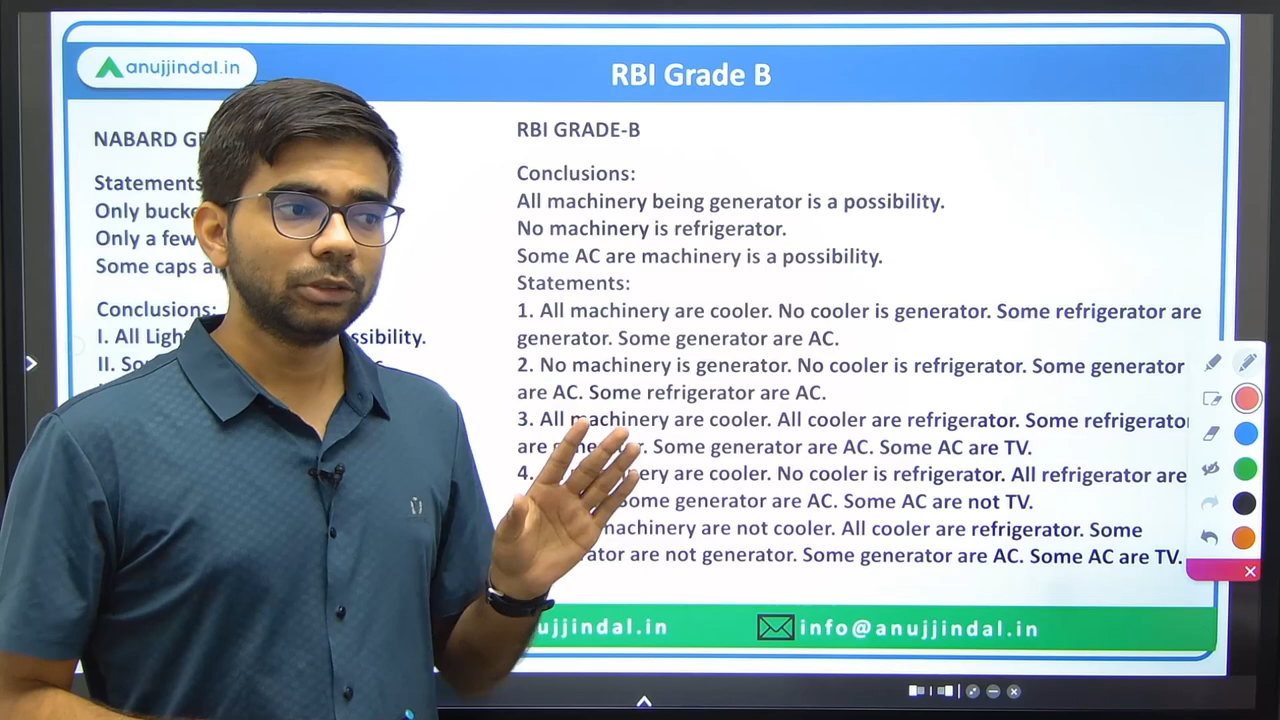 anujjindal.in
RBI Grade B
NABARD
Statements
Only
Only a few
Some caps
Conclusions:
I. All ssibility.
II.
RBI GRADE-B
Conclusions:
All machinery being generator is a possibility.
No machinery is refrigerator.
Some AC are machinery is a possibility.
Statements:
1. All machinery are cooler. No cooler is generator. Some refrigerator are
generator. Some generator are AC.
2. No machinery is generator. No cooler is refrigerator. Some generator
are AC. Some refrigerator are AC.
3. All machinery are cooler. All cooler are refrigerator. Some refrigerator
are Some generator are AC. Some AC are TV.
4. are cooler. No cooler is refrigerator. All refrigerator are
Some generator are AC. Some AC are not TV.
machinery are not cooler. All cooler are refrigerator. Some
are not generator. Some generator are AC. Some AC are TV.
ujjindal.in
info@anujjindal.in